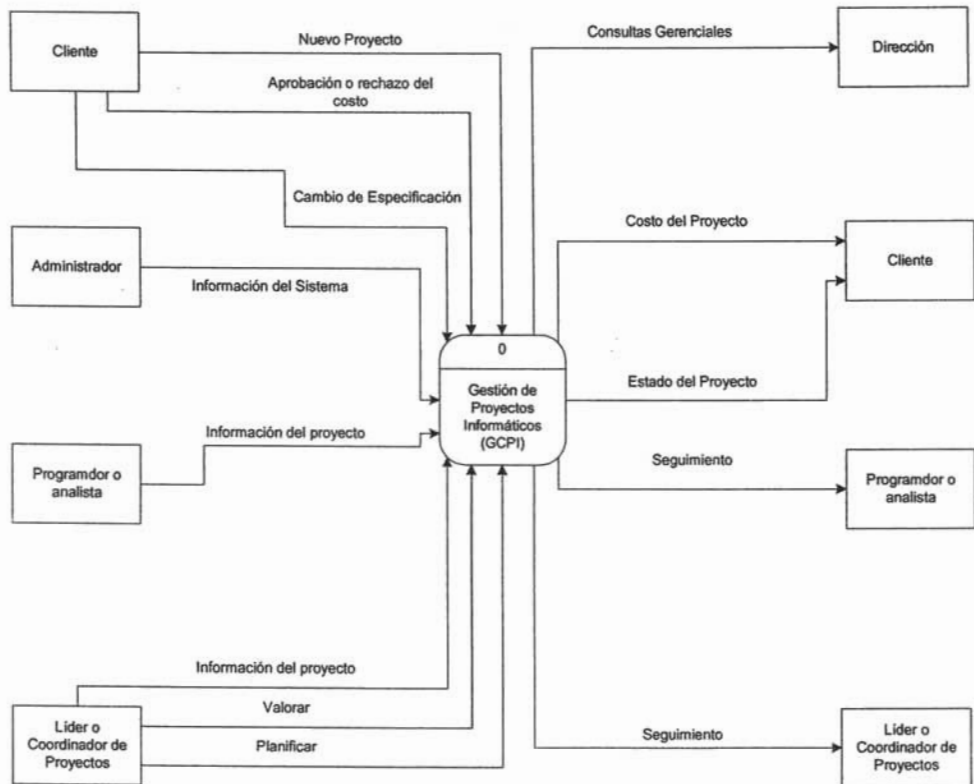 Cliente
Nuevo Proyecto
Consultas Gerenciales
Dirección
Aprobación o rechazo del
costo
Cambio de Especificación
Costo del Proyecto
Administrador
Información del Sistema
Cliente
0
Gestión de
Proyectos
Informáticos
(GCPI)
Estado del Proyecto
Información del proyecto
Programdor o
analista
Seguimiento
Programdor o
analista
Información del proyecto
Valorar
Planificar
Líder o
Coordinador de
Proyectos
Seguimiento
Líder o
Coordinador de
Proyectos